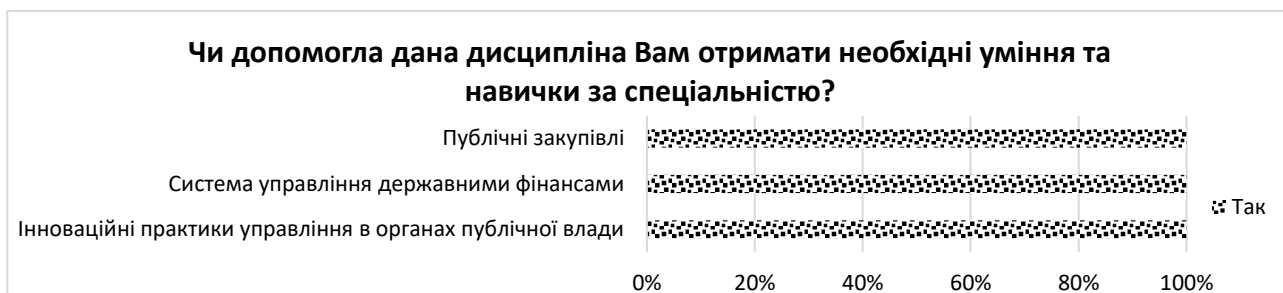 Чи допомогла дана дисципліна Вам отримати необхідні уміння та
навички за спеціальністю?
Публічні закупівлі
Система управління державними фінансами
Інноваційні практики управління в органах публічної влади
Так
0% 20% 40% 60% 80% 100%